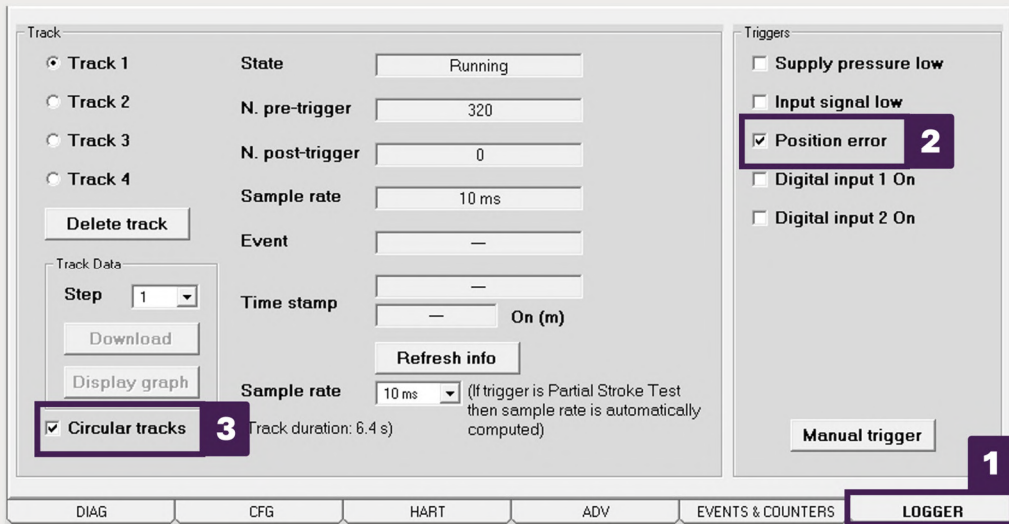 Track
Track 1
Track 2
Track 3
Track 4
Delete track
Track Data
Step 1
Download
Display graph
Circular tracks 3
State Running
N. pre-trigger 320
N. post-trigger 0
Sample rate 10 ms
Event —
Time stamp —
— On (m)
Refresh info
Sample rate 10 ms (If trigger is Partial Stroke Test
then sample rate is automatically
computed)
Track duration: 6.4 s)
Triggers
Supply pressure low
Input signal low
Position error 2
Digital input 1 On
Digital input 2 On
Manual trigger
1
DIAG CFG HART ADV EVENTS & COUNTERS LOGGER